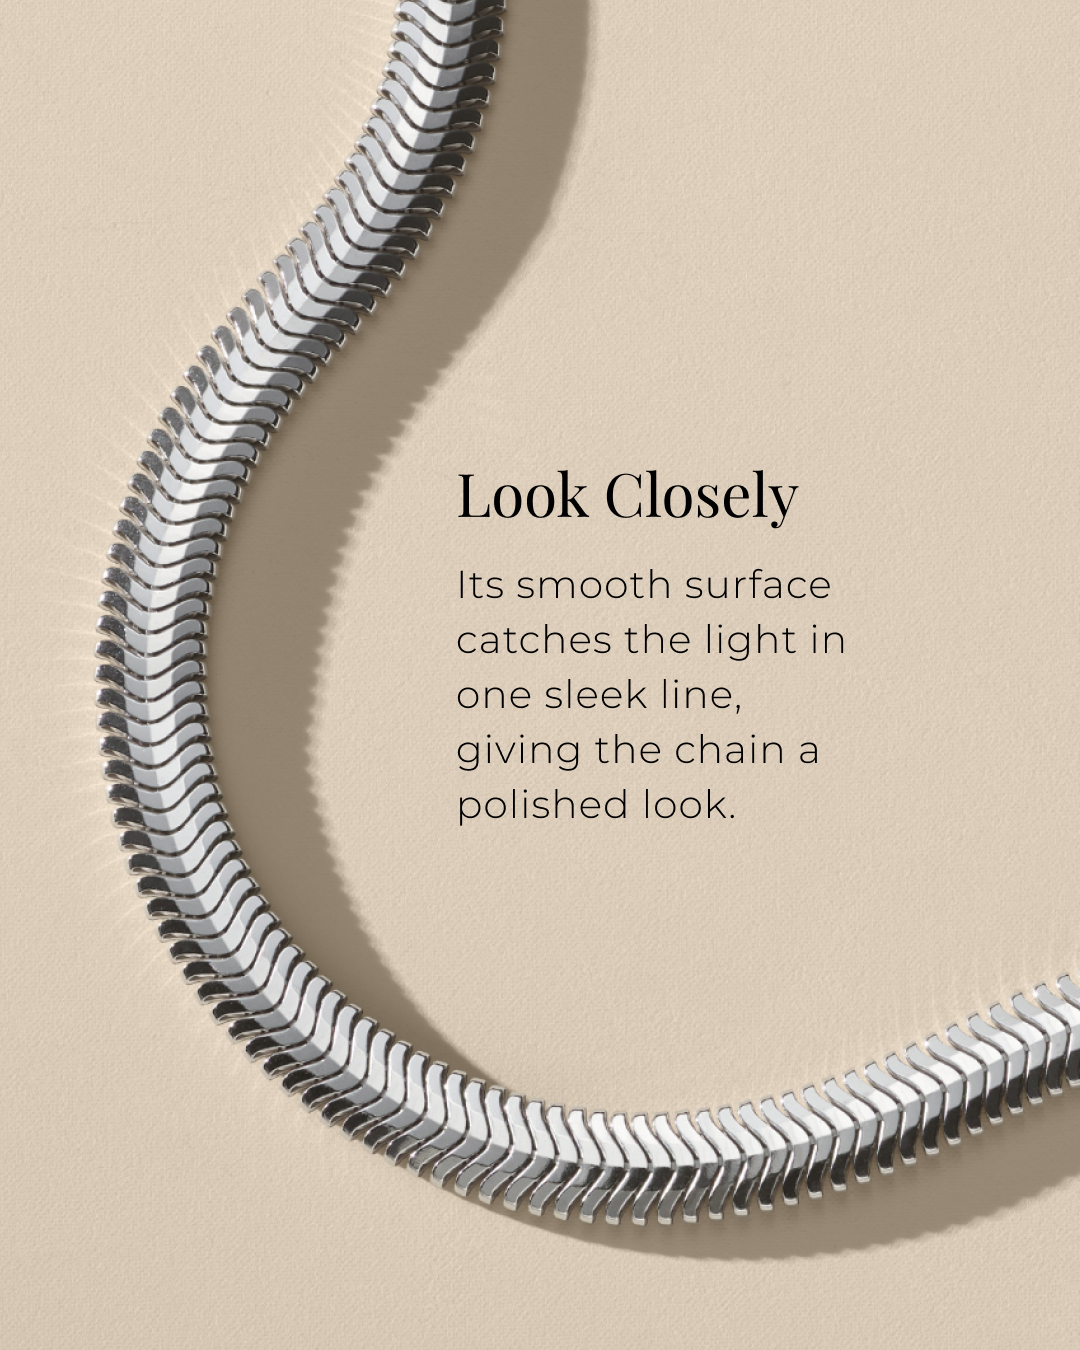 Look Closely
Its smooth surface
catches the light in
one sleek line,
giving the chain a
polished look.